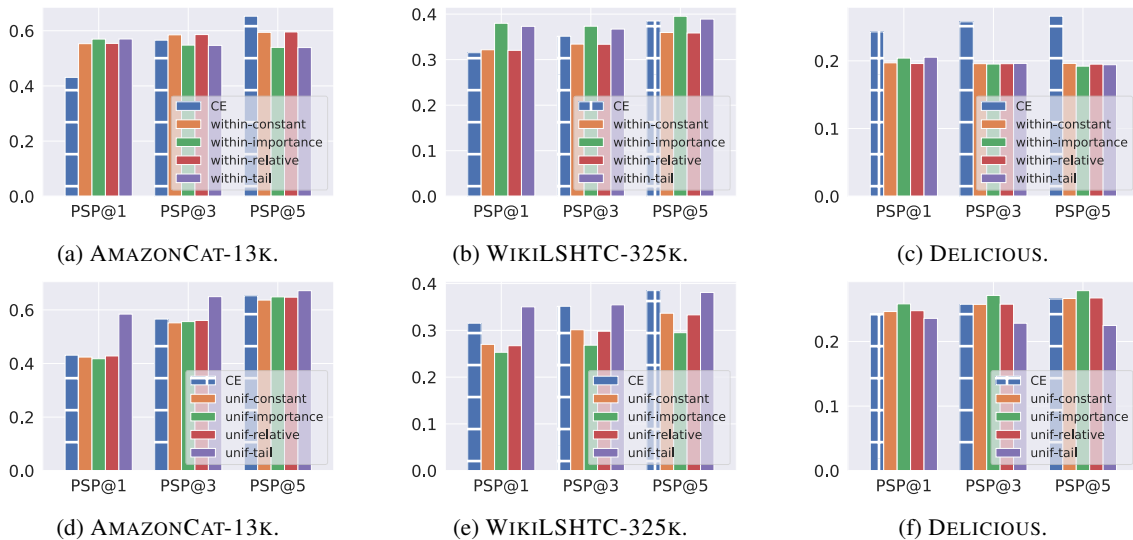 0.6
0.4
0.2
0.0
PSP@1 PSP@3 PSP@5
CE
within-constant
within-importance
within-relative
within-tail
(a) AMAZONCAT-13K.
0.4
0.3
0.2
0.1
0.0
PSP@1 PSP@3 PSP@5
CE
within-constant
within-importance
within-relative
within-tail
(b) WIKILSHTC-325K.
0.2
0.1
0.0
PSP@1 PSP@3 PSP@5
CE
within-constant
within-importance
within-relative
within-tail
(c) DELICIOUS.
0.6
0.4
0.2
0.0
PSP@1 PSP@3 PSP@5
CE
unif-constant
unif-importance
unif-relative
unif-tail
(d) AMAZONCAT-13K.
0.4
0.3
0.2
0.1
0.0
PSP@1 PSP@3 PSP@5
CE
unif-constant
unif-importance
unif-relative
unif-tail
(e) WIKILSHTC-325K.
0.2
0.1
0.0
PSP@1 PSP@3 PSP@5
CE
unif-constant
unif-importance
unif-relative
unif-tail
(f) DELICIOUS.